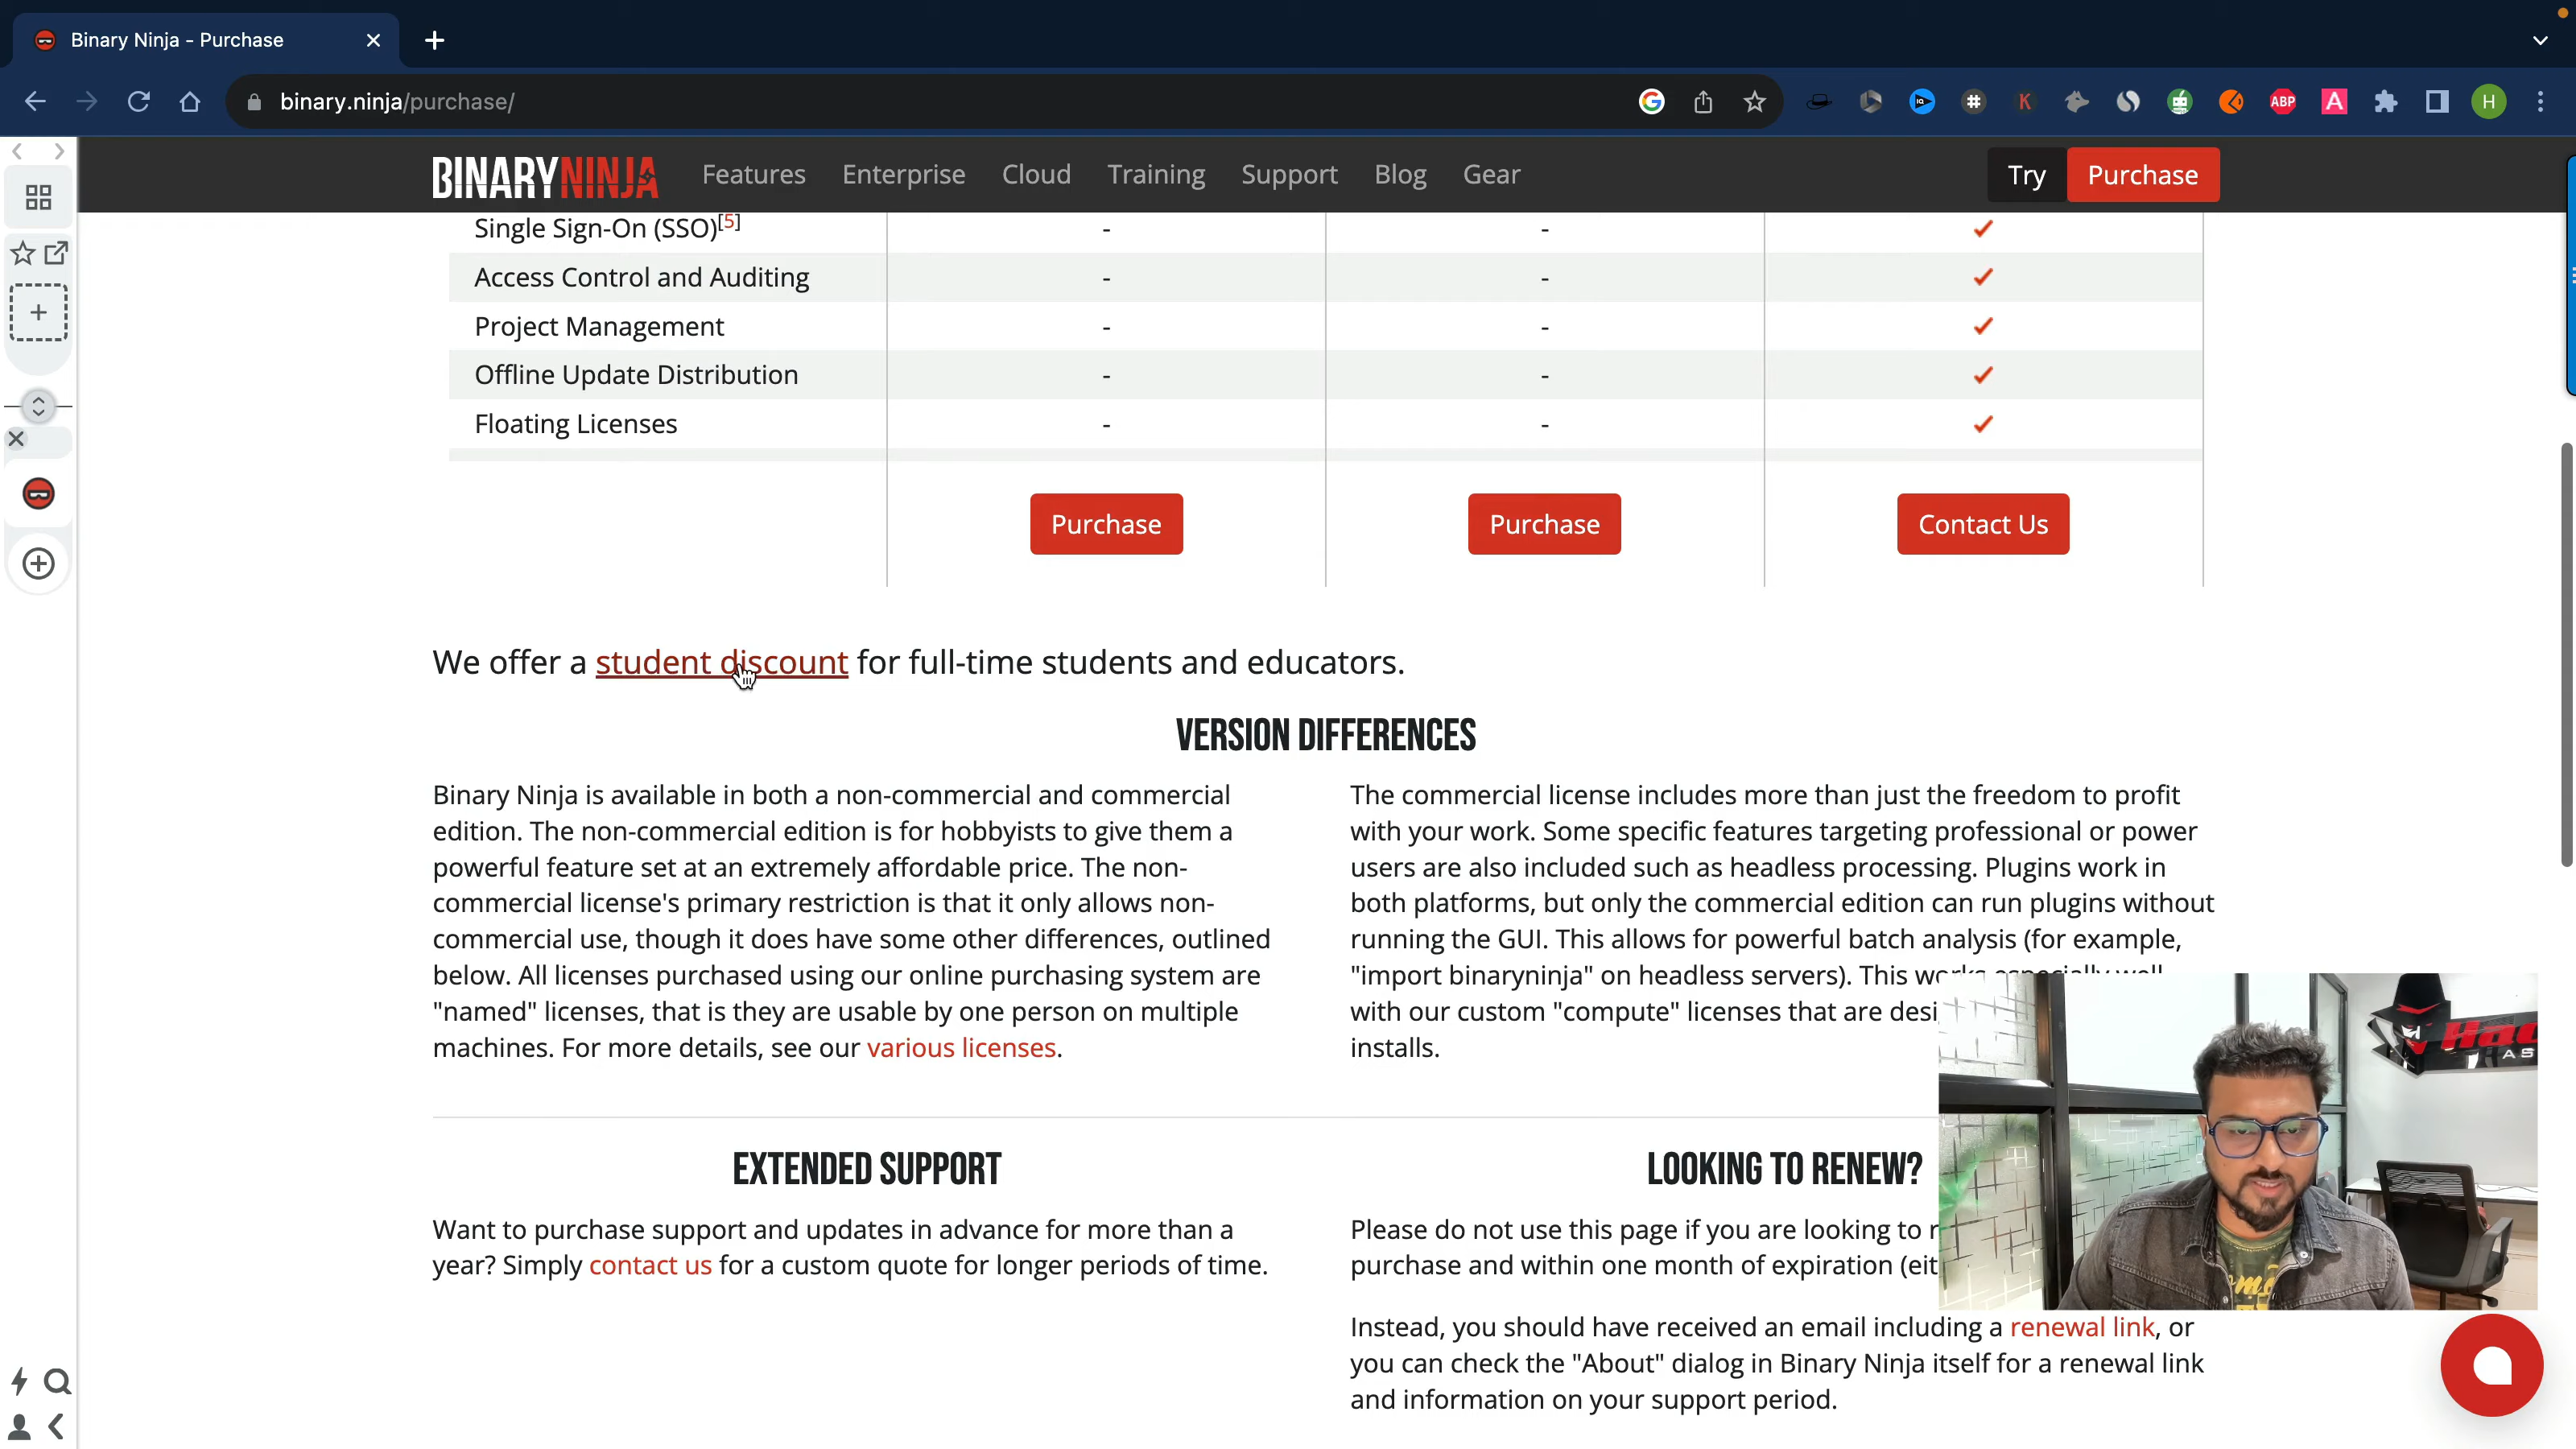 Binary Ninja - Purchase
binary.ninja/purchase/
IQ
#
K
ABP
A
H
BINARYNINJA Features Enterprise Cloud Training Support Blog Gear Try Purchase
Single Sign-On (SSO)[5] - -
Access Control and Auditing - -
Project Management - -
Offline Update Distribution - -
Floating Licenses - -
Purchase Purchase Contact Us
We offer a student discount for full-time students and educators.
VERSION DIFFERENCES
Binary Ninja is available in both a non-commercial and commercial
edition. The non-commercial edition is for hobbyists to give them a
powerful feature set at an extremely affordable price. The non-
commercial license's primary restriction is that it only allows non-
commercial use, though it does have some other differences, outlined
below. All licenses purchased using our online purchasing system are
"named" licenses, that is they are usable by one person on multiple
machines. For more details, see our various licenses.
The commercial license includes more than just the freedom to profit
with your work. Some specific features targeting professional or power
users are also included such as headless processing. Plugins work in
both platforms, but only the commercial edition can run plugins without
running the GUI. This allows for powerful batch analysis (for example,
"import binaryninja" on headless servers). This works especially well
with our custom "compute" licenses that are desi
installs.
EXTENDED SUPPORT
Want to purchase support and updates in advance for more than a
year? Simply contact us for a custom quote for longer periods of time.
LOOKING TO RENEW?
Please do not use this page if you are looking to r
purchase and within one month of expiration (eit
Instead, you should have received an email including a renewal link, or
you can check the "About" dialog in Binary Ninja itself for a renewal link
and information on your support period.
Hac
AS